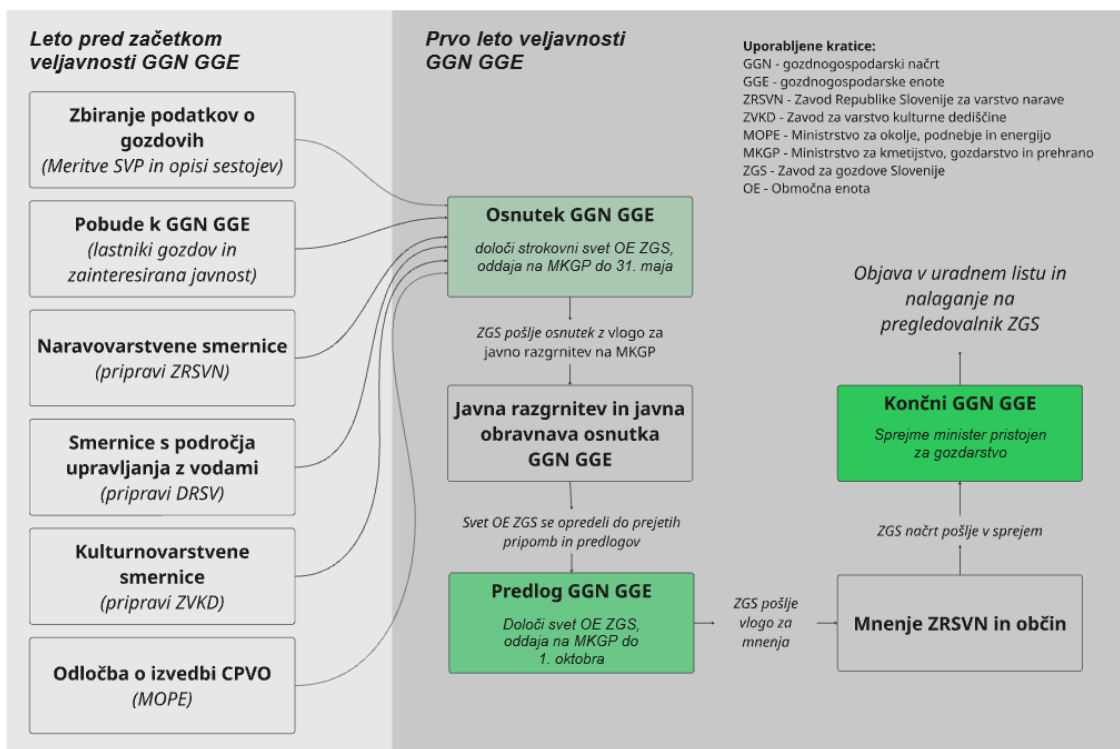 Leto pred začetkom
veljavnosti GGN GGE
Zbiranje podatkov o
gozdovih
(Meritve SVP in opisi sestojev)
Pobude k GGN GGE
(lastniki gozdov in
zainteresirana javnost)
Naravovarstvene smernice
(pripravi ZRSVN)
Smernice s področja
upravljanja z vodami
(pripravi DRSV)
Kulturnovarstvene
smernice
(pripravi ZVKD)
Odločba o izvedbi CPVO
(MOPE)
Prvo leto veljavnosti
GGN GGE
Uporabljene kratice:
GGN - gozdnogospodarski načrt
GGE - gozdnogospodarske enote
ZRSVN - Zavod Republike Slovenije za varstvo narave
ZVKD - Zavod za varstvo kulturne dediščine
MOPE - Ministrstvo za okolje, podnebje in energijo
MKGP - Ministrstvo za kmetijstvo, gozdarstvo in prehrano
ZGS - Zavod za gozdove Slovenije
OE - Območna enota
Osnutek GGN GGE
določi strokovni svet OE ZGS,
oddaja na MKGP do 31. maja
ZGS pošlje osnutek z vlogo za
javno razgrnitev na MKGP
Javna razgrnitev in javna
obravnava osnutka
GGN GGE
Svet OE ZGS se opredeli do prejetih
pripomb in predlogov
Predlog GGN GGE
Določi svet OE ZGS,
oddaja na MKGP do
1. oktobra
ZGS pošlje
vlogo za
mnenja
Mnenje ZRSVN in občin
ZGS načrt pošlje v sprejem
Končni GGN GGE
Sprejme minister pristojen
za gozdarstvo
Objava v uradnem listu in
nalaganje na
pregledovalnik ZGS